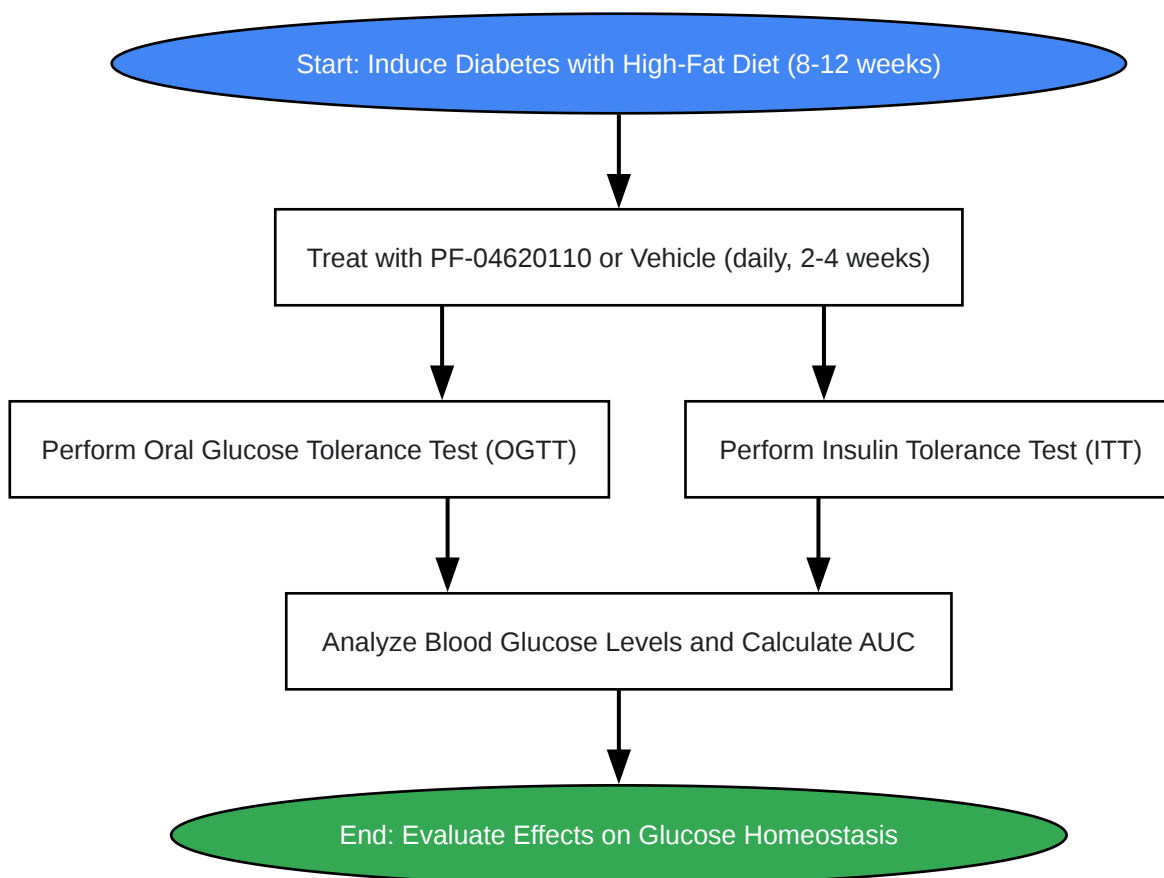 Start: Induce Diabetes with High-Fat Diet (8-12 weeks)
Treat with PF-04620110 or Vehicle (daily, 2-4 weeks)
Perform Oral Glucose Tolerance Test (OGTT)
Perform Insulin Tolerance Test (ITT)
Analyze Blood Glucose Levels and Calculate AUC
End: Evaluate Effects on Glucose Homeostasis